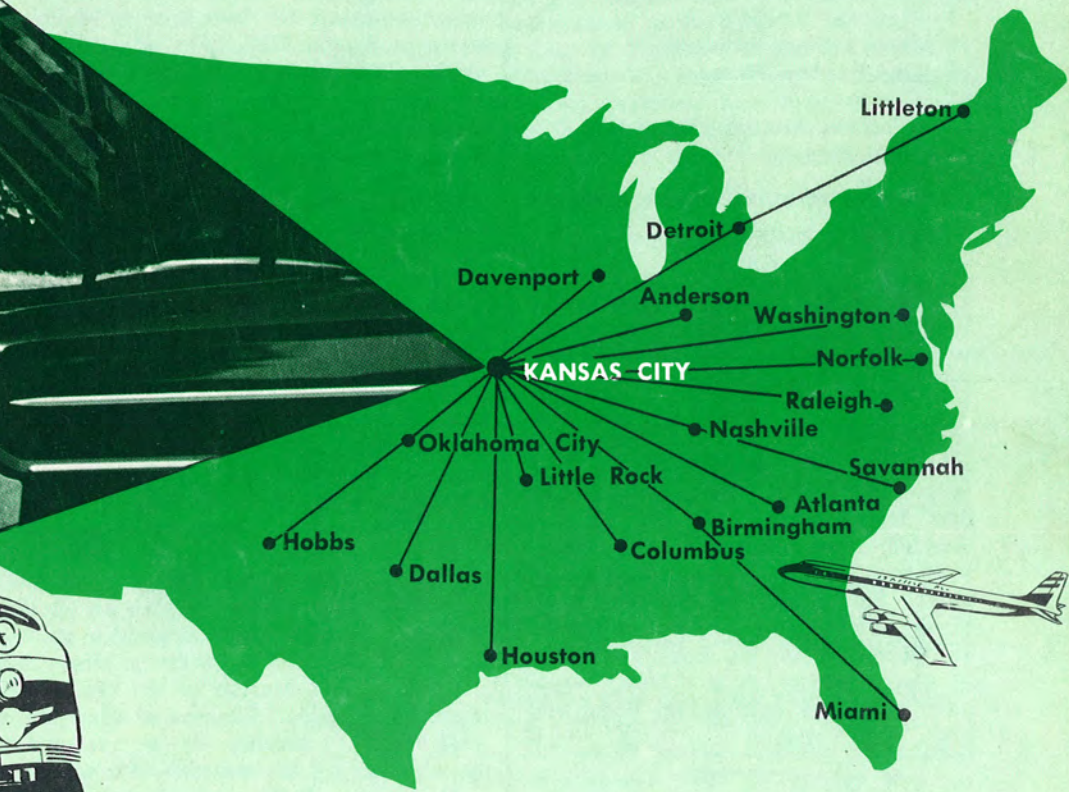 Littleton
Detroit
Davenport
Anderson
Washington
Norfolk
KANSAS CITY
Raleigh
Nashville
Oklahoma City
Savannah
Little Rock
Atlanta
Birmingham
Hobbs
Columbus
Dallas
Houston
Miami